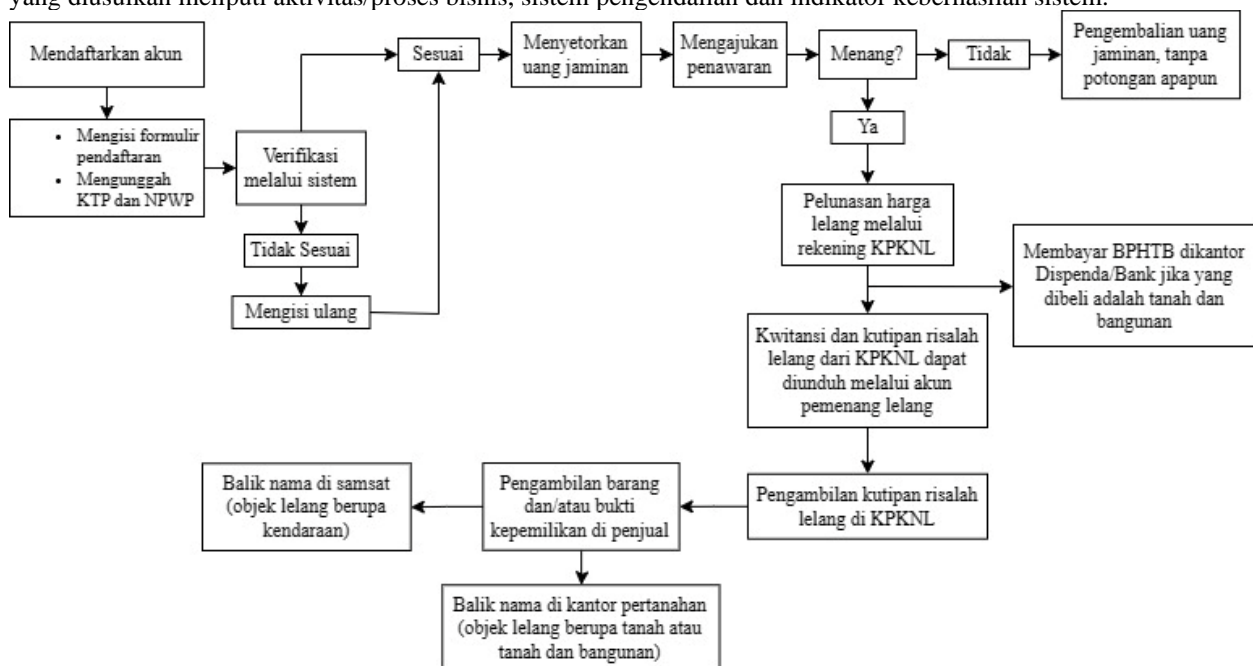 yang diusulkan meliputi aktivitas/proses bisnis, sistem pengendalian dan indikator keberhasilan sistem.
Mendaftarkan akun
• Mengisi formulir
pendaftaran
• Mengunggah
KTP dan NPWP
Verifikasi
melalui sistem
Tidak Sesuai
Mengisi ulang
Sesuai
Menyetorkan
uang jaminan
Mengajukan
penawaran
Menang?
Tidak
Pengembalian uang
jaminan, tanpa
potongan apapun
Ya
Pelunasan harga
lelang melalui
rekening KPKNL
Membayar BPHTB dikantor
Dispenda/Bank jika yang
dibeli adalah tanah dan
bangunan
Kwitansi dan kutipan risalah
lelang dari KPKNL dapat
diunduh melalui akun
pemenang lelang
Pengambilan kutipan risalah
lelang di KPKNL
Pengambilan barang
dan/atau bukti
kepemilikan di penjual
Balik nama di samsat
(objek lelang berupa
kendaraan)
Balik nama di kantor pertanahan
(objek lelang berupa tanah atau
tanah dan bangunan)